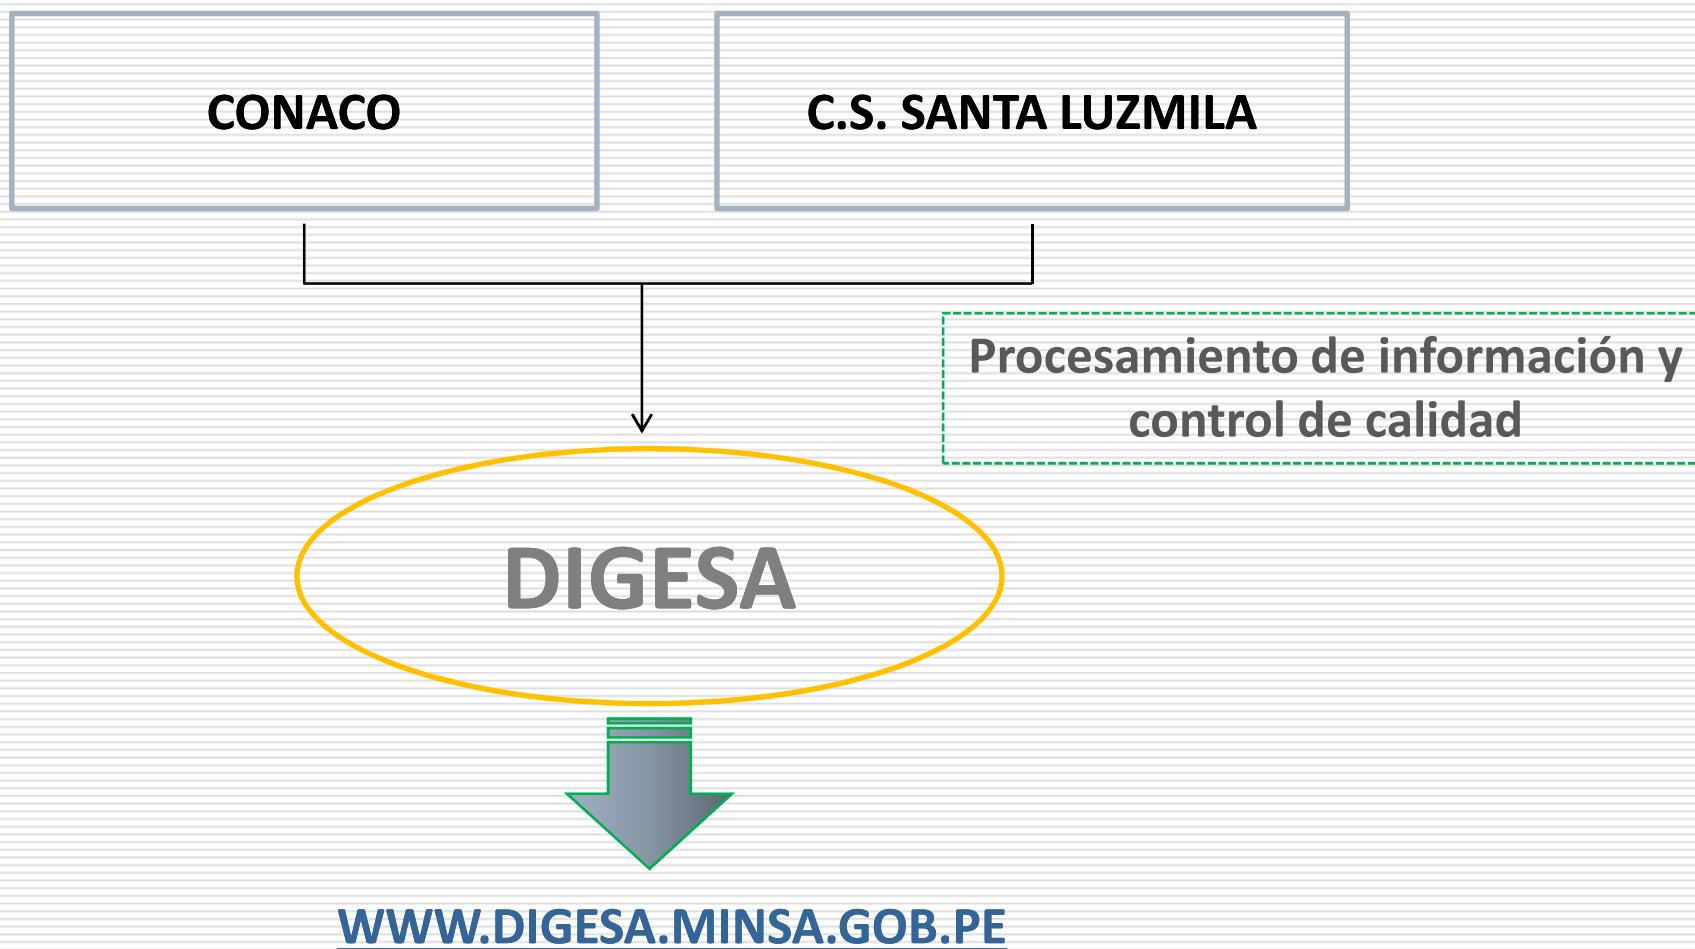 CONACO
C.S. SANTA LUZMILA
Procesamiento de información y
control de calidad
DIGESA
WWW.DIGESA.MINSA.GOB.PE